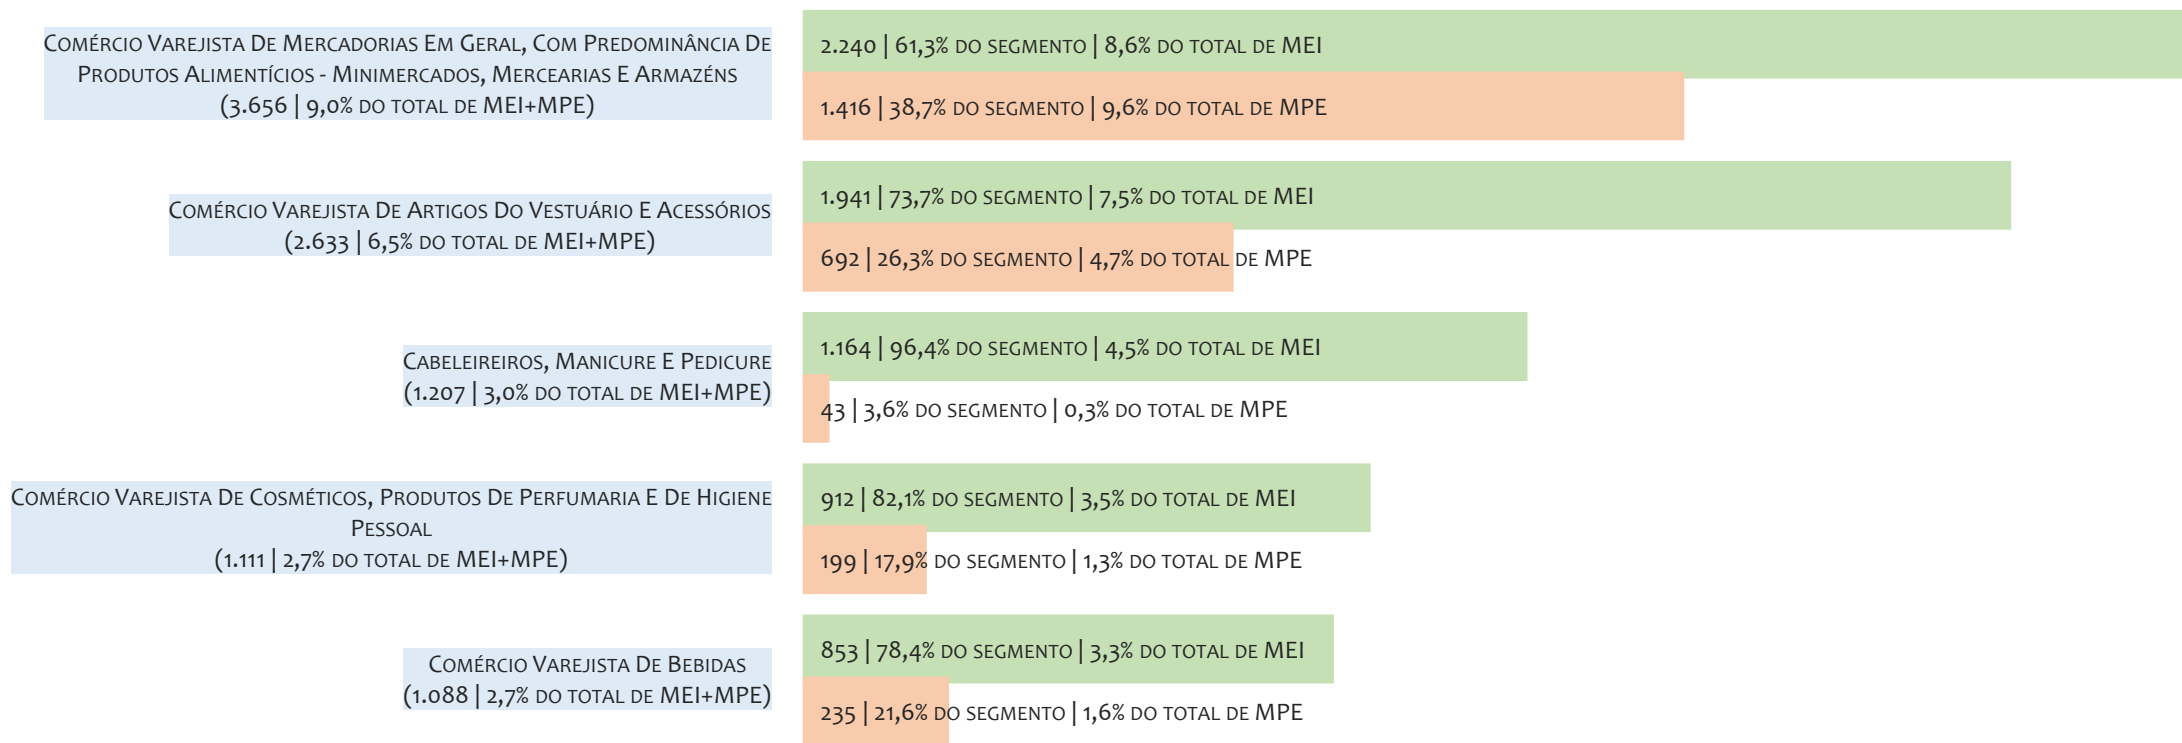 Comércio Varejista De Mercadorias Em Geral, Com Predominância De
Produtos Alimentícios - Minimercados, Mercearias E Armazéns
(3.656 | 9,0% do total de MEI+MPE)
2.240 | 61,3% do segmento | 8,6% do total de MEI
1.416 | 38,7% do segmento | 9,6% do total de MPE
Comércio Varejista De Artigos Do Vestuário E Acessórios
(2.633 | 6,5% do total de MEI+MPE)
1.941 | 73,7% do segmento | 7,5% do total de MEI
692 | 26,3% do segmento | 4,7% do total de MPE
Cabeleireiros, Manicure E Pedicure
(1.207 | 3,0% do total de MEI+MPE)
1.164 | 96,4% do segmento | 4,5% do total de MEI
43 | 3,6% do segmento | 0,3% do total de MPE
Comércio Varejista De Cosméticos, Produtos De Perfumaria E De Higiene
Pessoal
(1.111 | 2,7% do total de MEI+MPE)
912 | 82,1% do segmento | 3,5% do total de MEI
199 | 17,9% do segmento | 1,3% do total de MPE
Comércio Varejista De Bebidas
(1.088 | 2,7% do total de MEI+MPE)
853 | 78,4% do segmento | 3,3% do total de MEI
235 | 21,6% do segmento | 1,6% do total de MPE